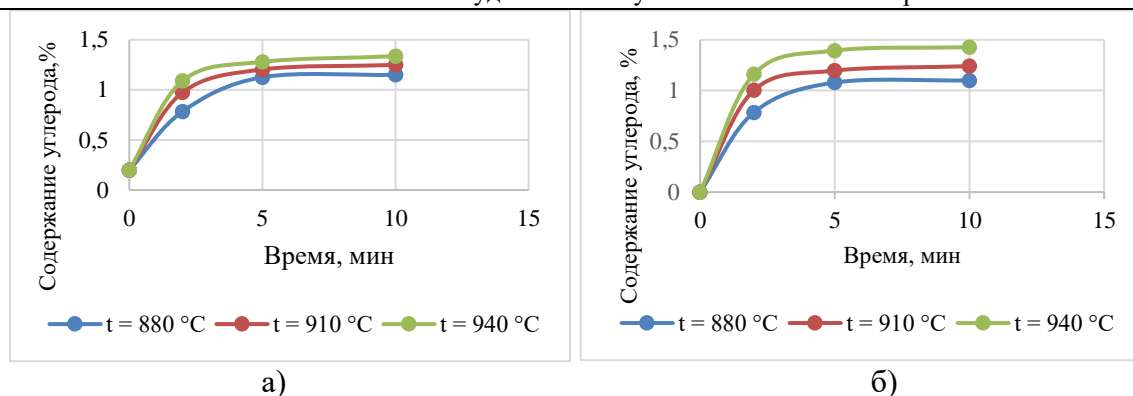 Содержание углерода,%
1,5
1
0,5
0
0 5 10 15
Время, мин
t = 880 °C t = 910 °C t = 940 °C
а)
Содержание углерода, %
1,5
1
0,5
0
0 5 10 15
Время, мин
t = 880 °C t = 910 °C t = 940 °C
б)